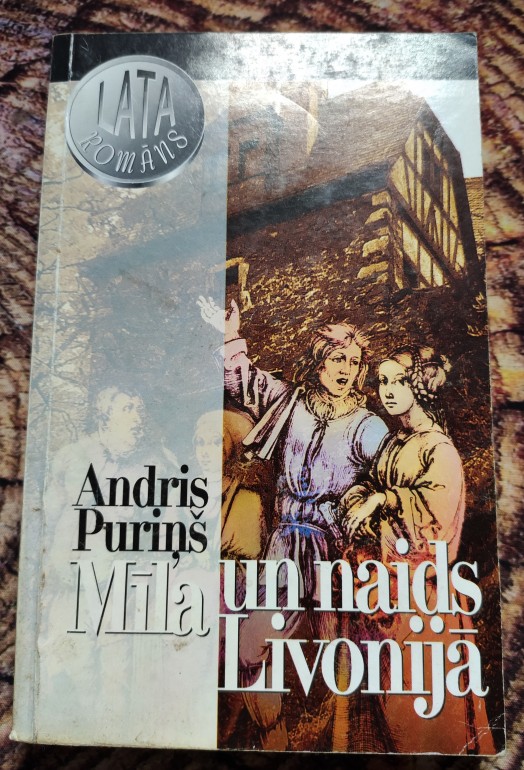 LATA
ROMĀNS
Andris
Puriņš
Mīla un naids
Livonijā